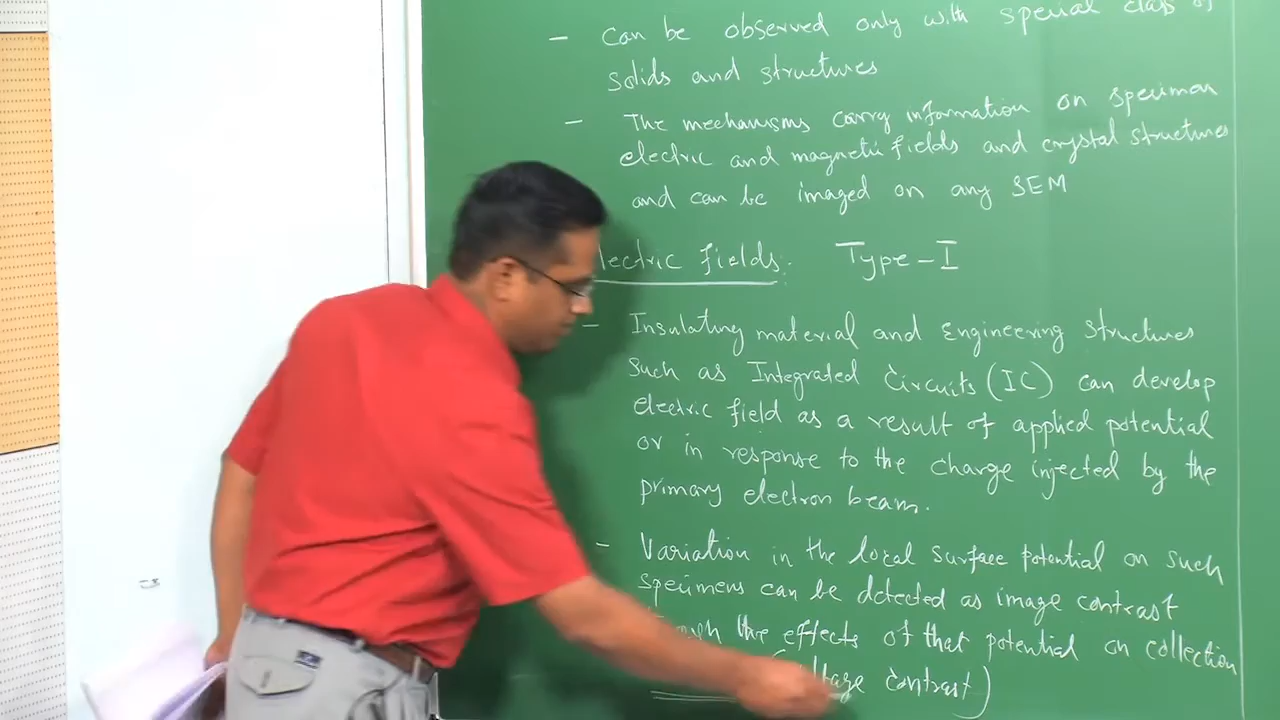 - Can be observed only with special class of
solids and structures
- The mechanisms carry information on specimen
electric and magnetic fields and crystal structures
and can be imaged on any SEM
lectric fields: Type-I
- Insulating material and Engineering structures
such as Integrated Circuits (IC) can develop
electric field as a result of applied potential
or in response to the charge injected by the
primary electron beam.
- Variation in the local surface potential on such
specimens can be detected as image contrast
the effects of that potential on collection
contrast)